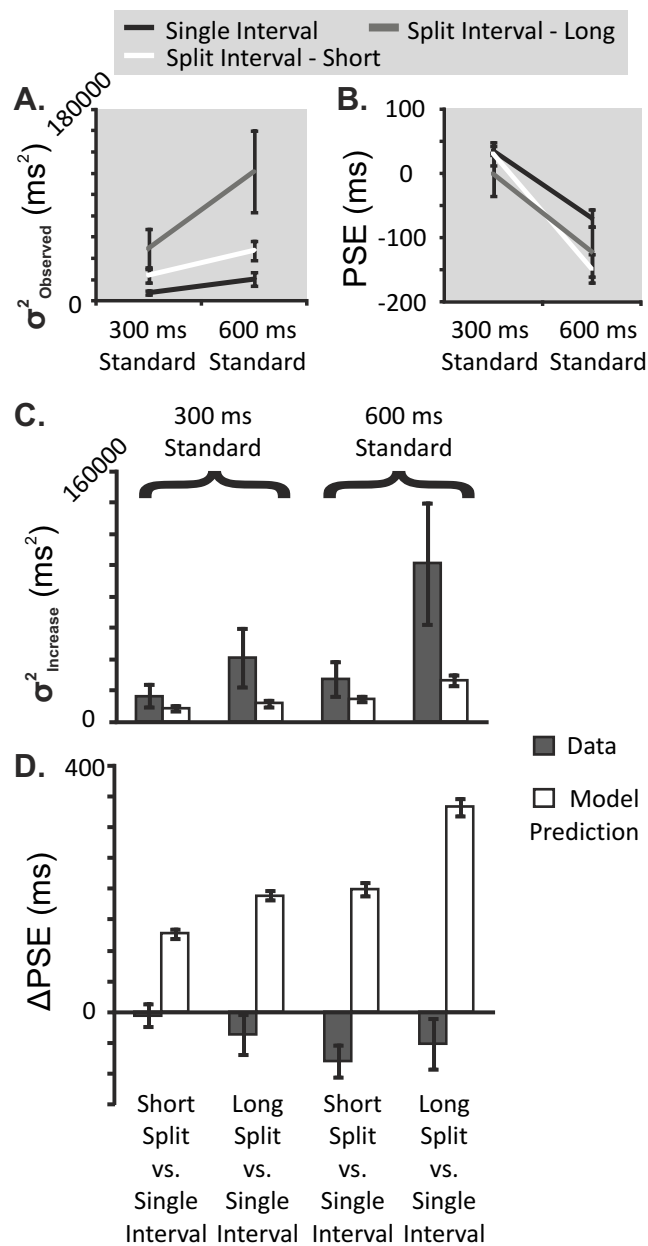 Single Interval
Split Interval - Long
Split Interval - Short
A.
180000
σ²Observed (ms²)
0
300 ms
Standard
600 ms
Standard
B.
100
0
-100
-200
PSE (ms)
300 ms
Standard
600 ms
Standard
C.
300 ms
Standard
600 ms
Standard
160000
σ²Increase (ms²)
0
Data
Model
Prediction
D.
400
ΔPSE (ms)
0
Short
Split
vs.
Single
Interval
Long
Split
vs.
Single
Interval
Short
Split
vs.
Single
Interval
Long
Split
vs.
Single
Interval